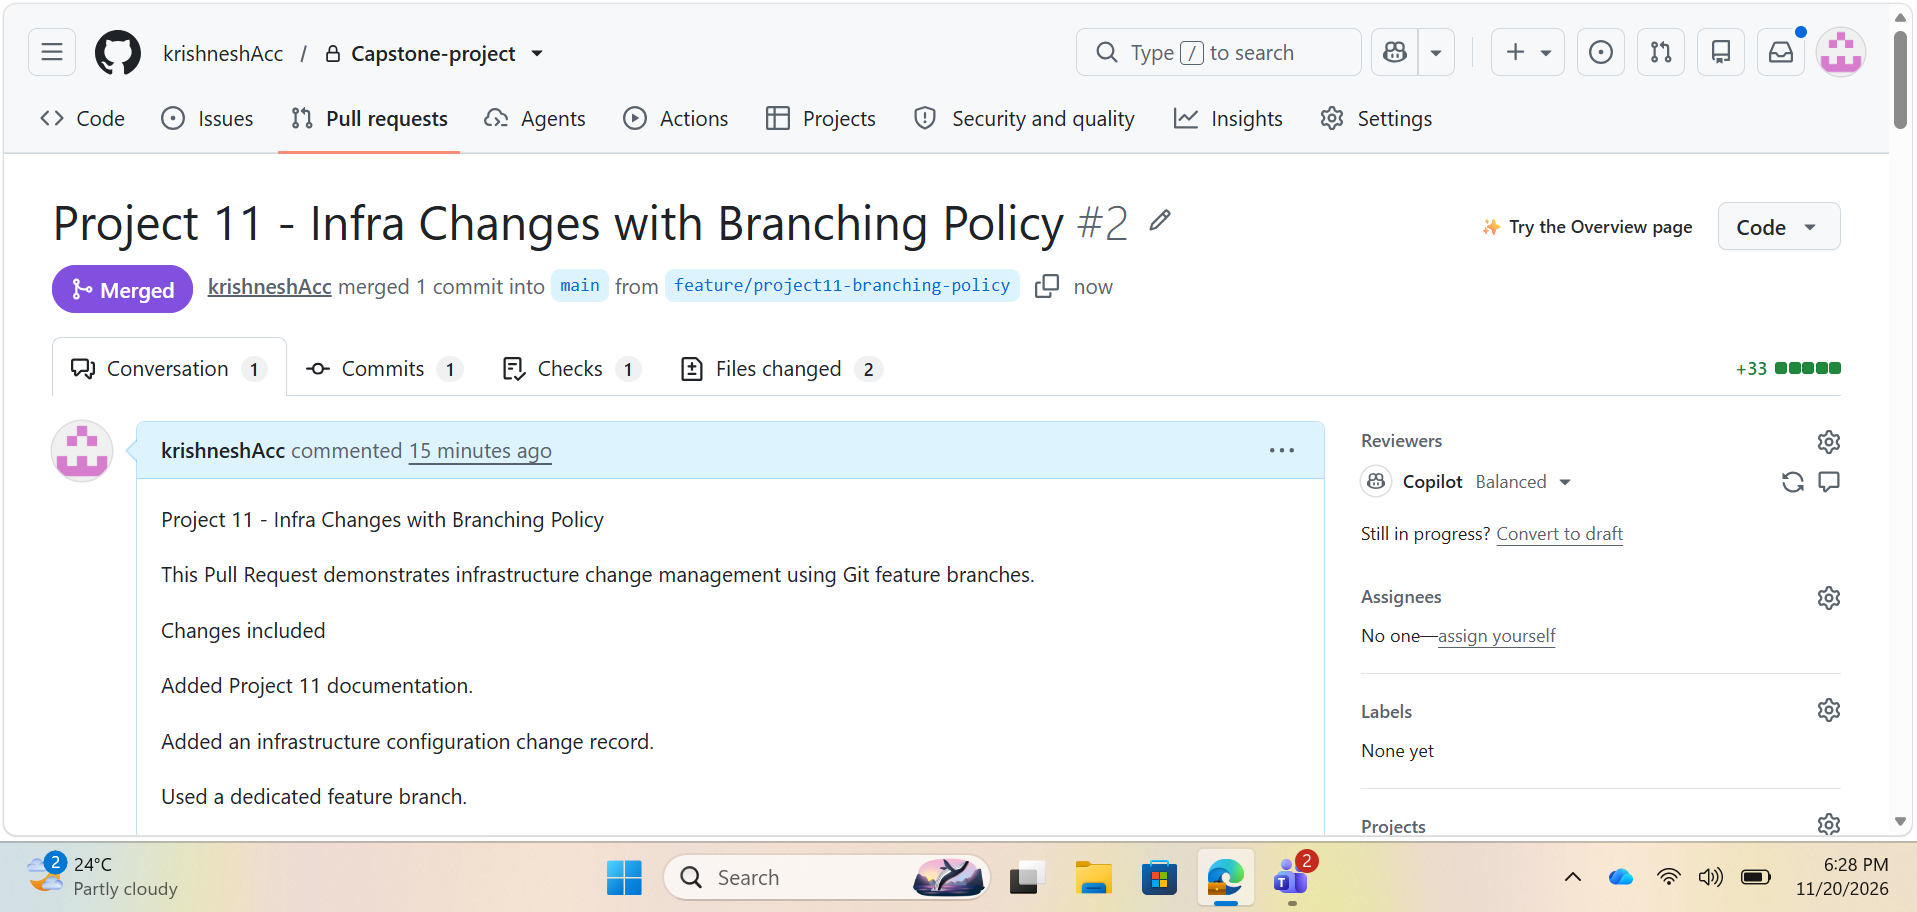 krishneshAcc / Capstone-project
Type / to search
Code
Issues
Pull requests
Agents
Actions
Projects
Security and quality
Insights
Settings
Project 11 - Infra Changes with Branching Policy #2
Try the Overview page
Code
Merged
krishneshAcc merged 1 commit into main from feature/project11-branching-policy now
Conversation 1
Commits 1
Checks 1
Files changed 2
+33
krishneshAcc commented 15 minutes ago
Project 11 - Infra Changes with Branching Policy
This Pull Request demonstrates infrastructure change management using Git feature branches.
Changes included
Added Project 11 documentation.
Added an infrastructure configuration change record.
Used a dedicated feature branch.
Reviewers
Copilot Balanced
Still in progress? Convert to draft
Assignees
No one—assign yourself
Labels
None yet
Projects
2
24°C
Partly cloudy
Search
T
2
6:28 PM
11/20/2026